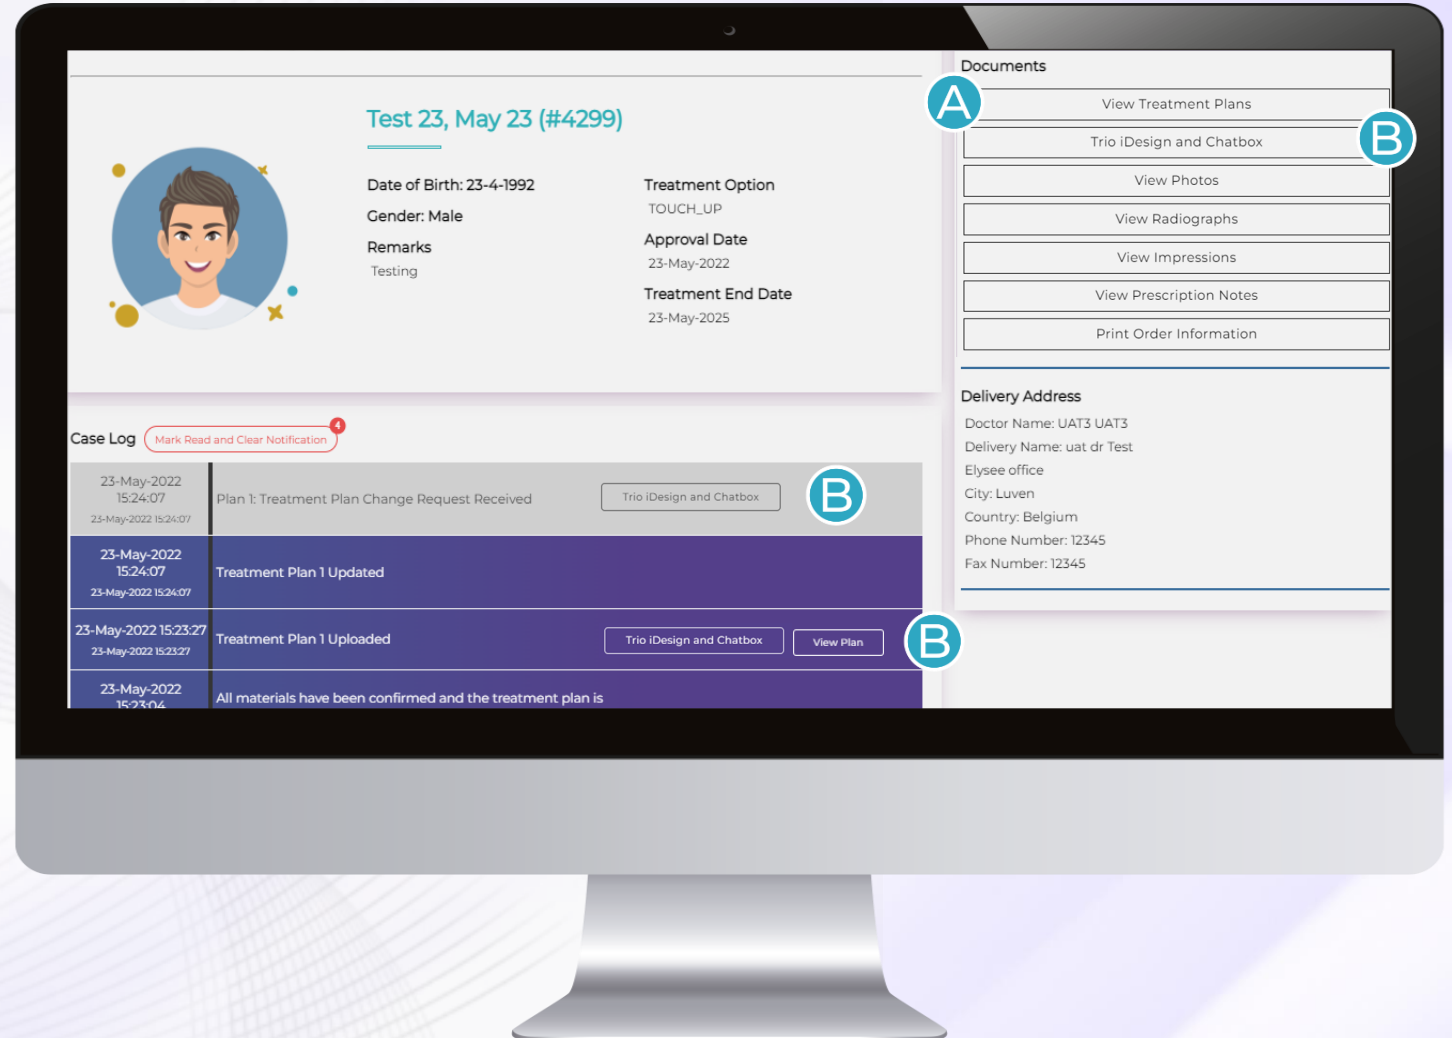 Test 23, May 23 (#4299)
Date of Birth: 23-4-1992
Gender: Male
Remarks
Testing
Treatment Option
TOUCH_UP
Approval Date
23-May-2022
Treatment End Date
23-May-2025
Case Log
Mark Read and Clear Notification
4
23-May-2022
15:24:07
23-May-2022 15:24:07
Plan 1: Treatment Plan Change Request Received
Trio iDesign and Chatbox
B
23-May-2022
15:24:07
23-May-2022 15:24:07
Treatment Plan 1 Updated
23-May-2022 15:23:27
23-May-2022 15:23:27
Treatment Plan 1 Uploaded
Trio iDesign and Chatbox
View Plan
B
23-May-2022
15:23:04
All materials have been confirmed and the treatment plan is
Documents
A
View Treatment Plans
Trio iDesign and Chatbox
B
View Photos
View Radiographs
View Impressions
View Prescription Notes
Print Order Information
Delivery Address
Doctor Name: UAT3 UAT3
Delivery Name: uat dr Test
Elysee office
City: Luven
Country: Belgium
Phone Number: 12345
Fax Number: 12345